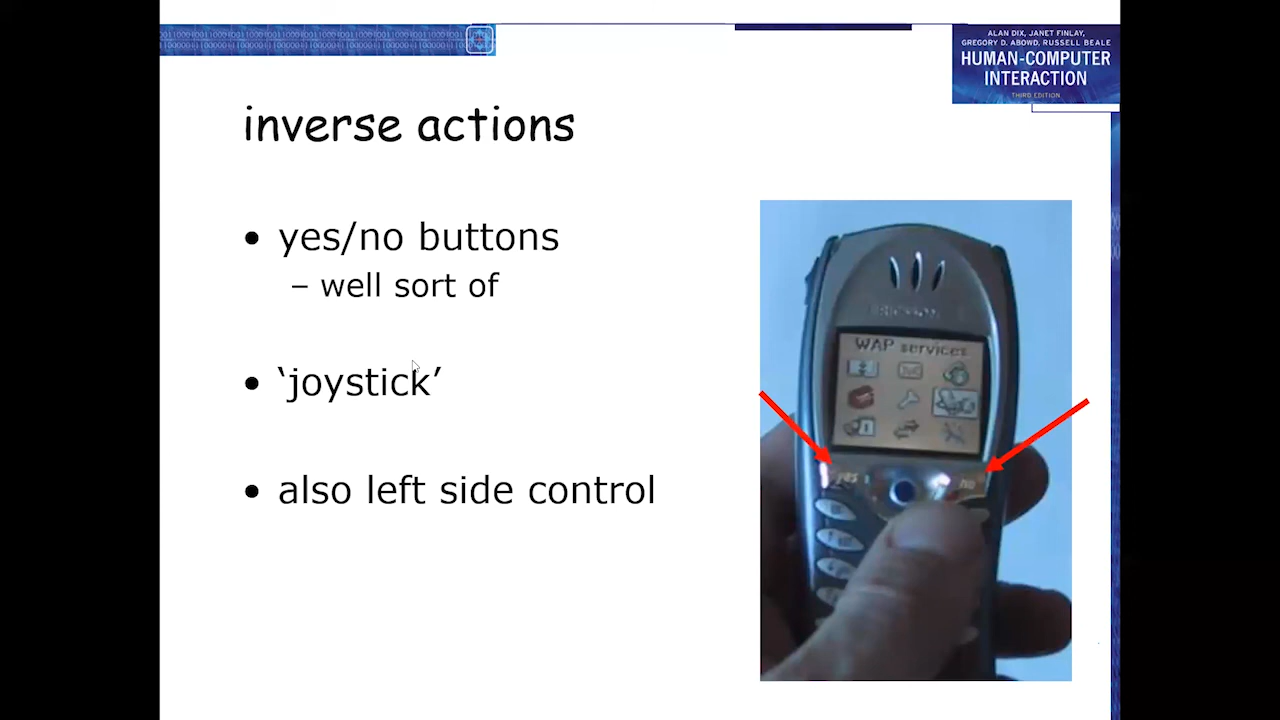 ALAN DIX, JANET FINLAY,
GREGORY D. ABOWD, RUSSELL BEALE
HUMAN-COMPUTER
INTERACTION
THIRD EDITION
inverse actions
• yes/no buttons
– well sort of
• ‘joystick’
• also left side control
ERICSSON
WAP services
yes
no